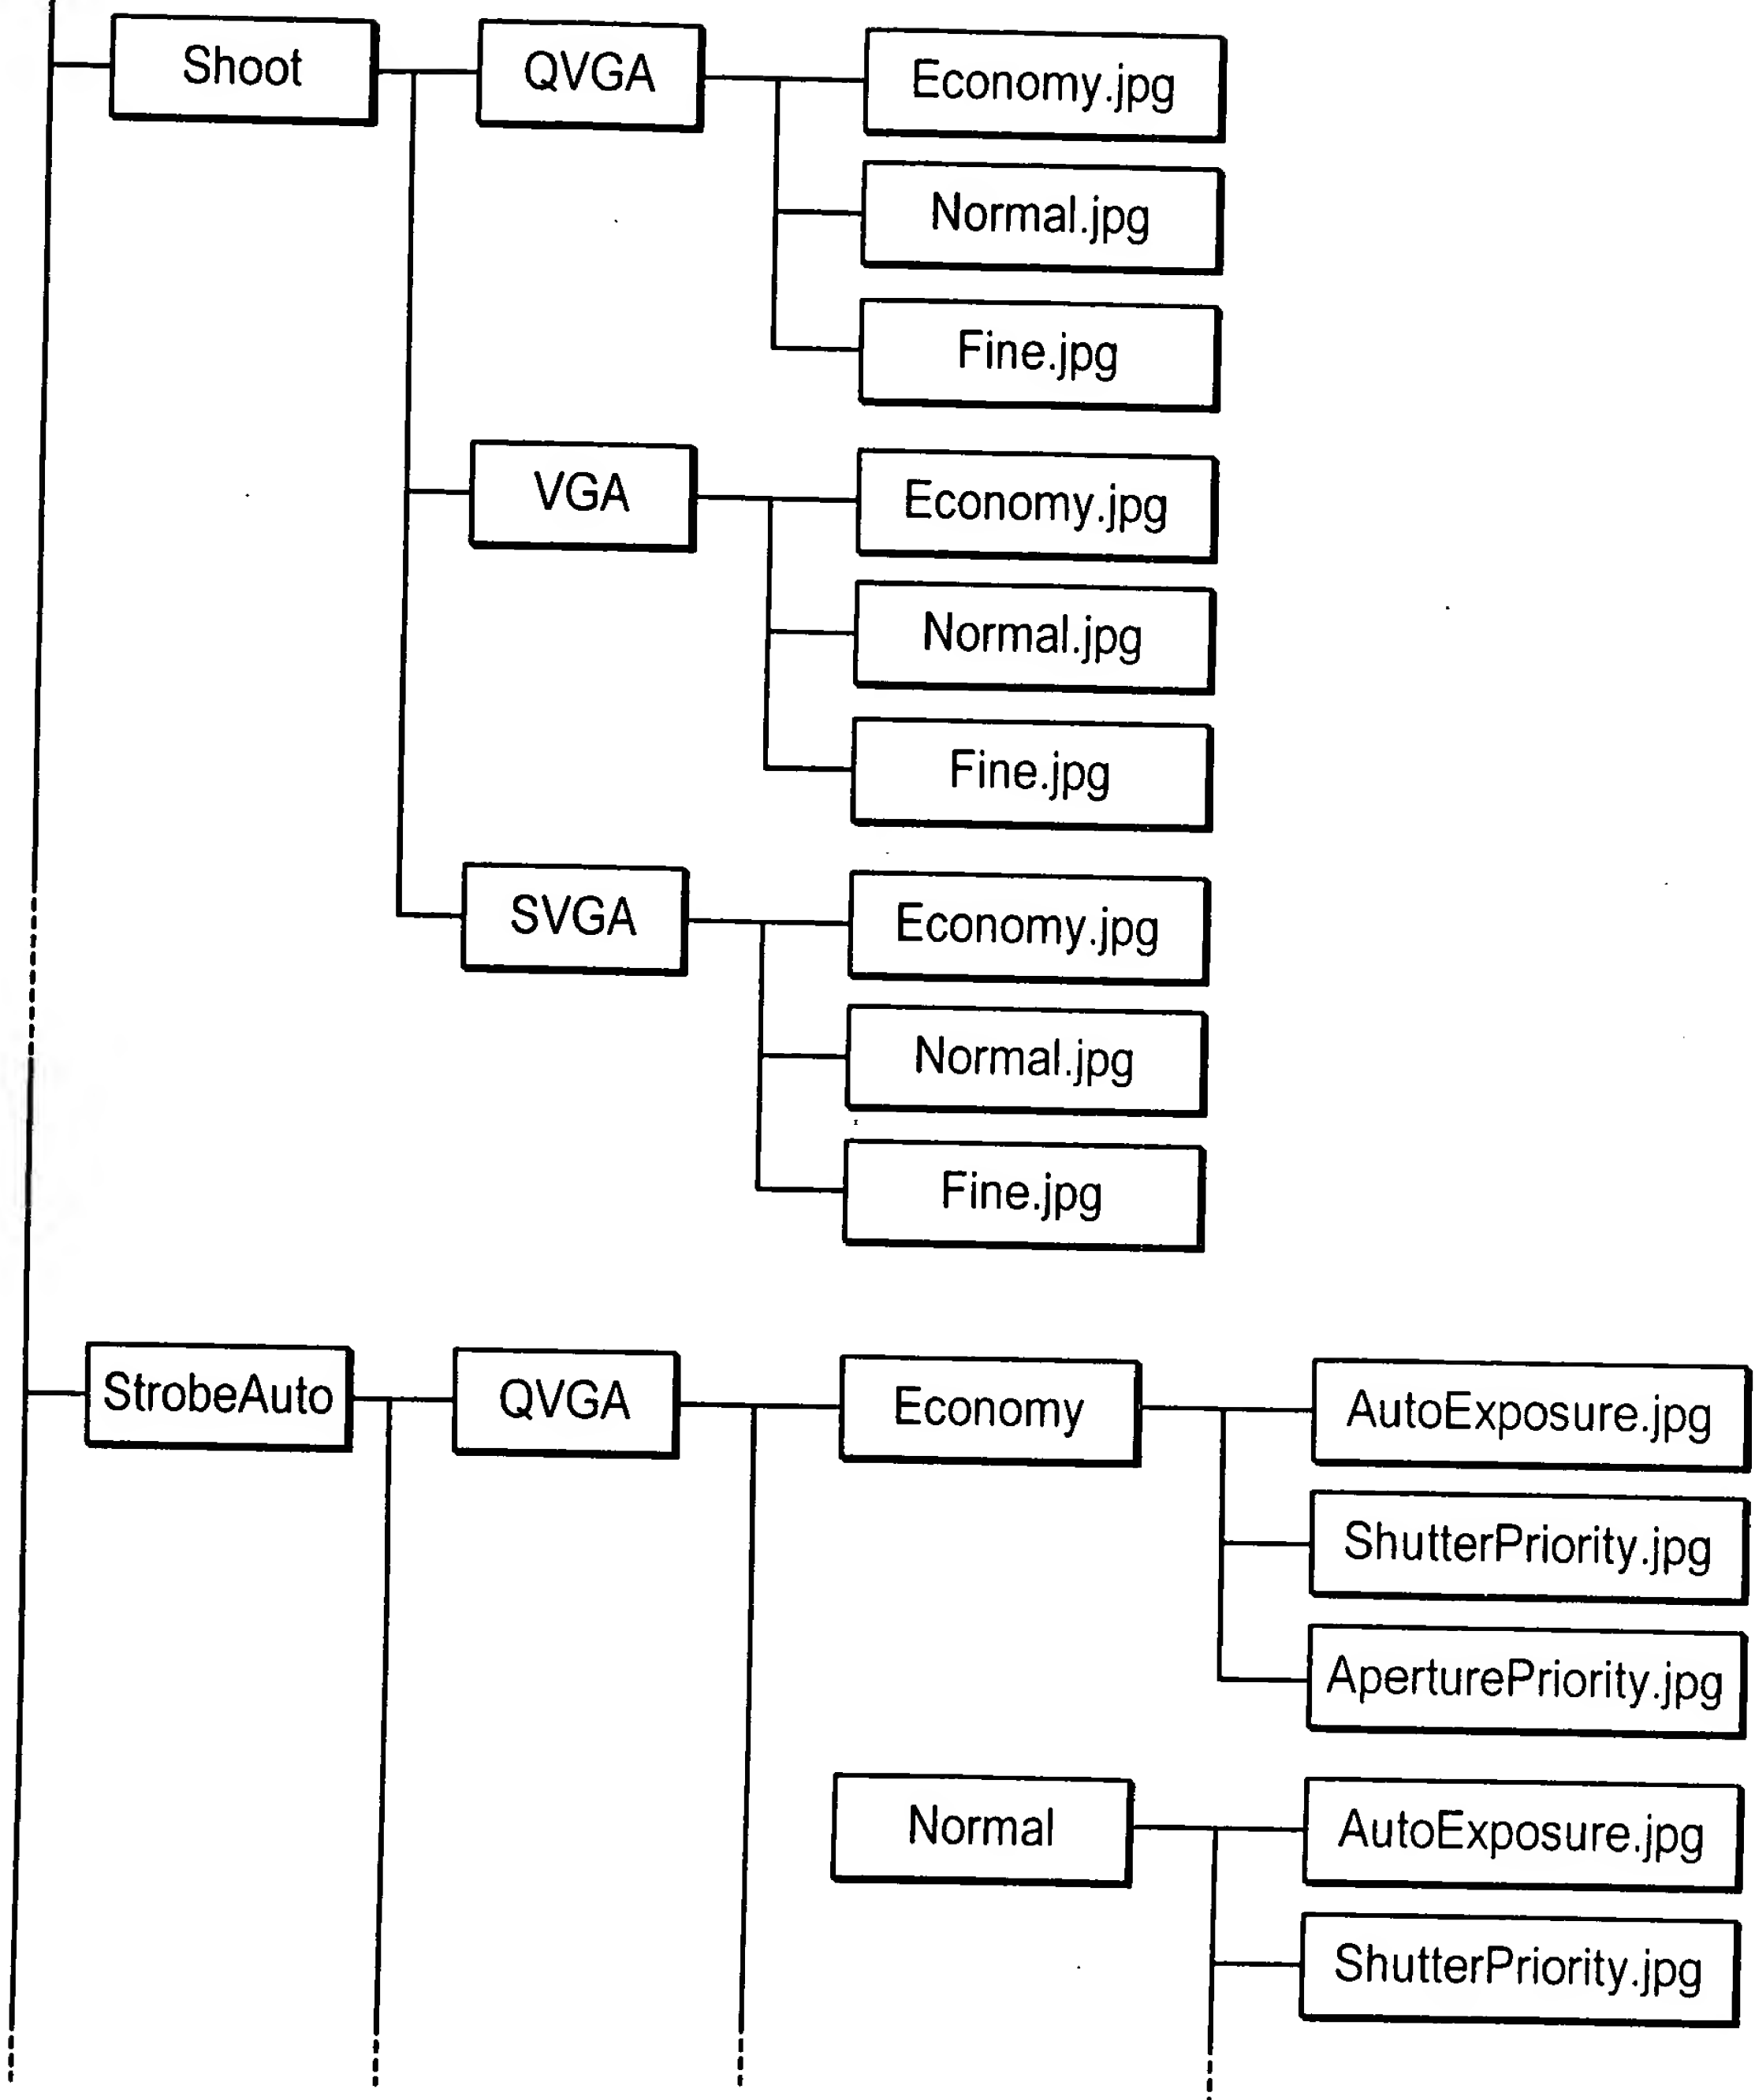 Shoot
QVGA
Economy.jpg
Normal.jpg
Fine.jpg
VGA
Economy.jpg
Normal.jpg
Fine.jpg
SVGA
Economy.jpg
Normal.jpg
Fine.jpg
StrobeAuto
QVGA
Economy
AutoExposure.jpg
ShutterPriority.jpg
AperturePriority.jpg
Normal
AutoExposure.jpg
ShutterPriority.jpg